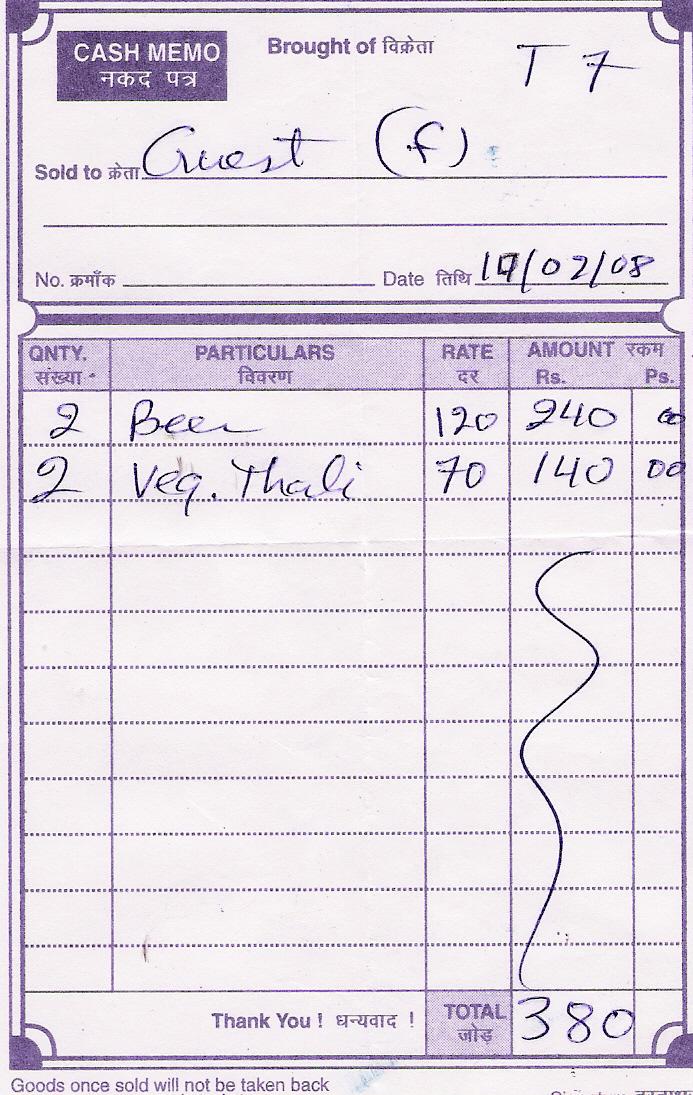 CASH MEMO
नकद पत्र
Brought of विक्रेता
T 7
Sold to क्रेता Guest (f)
No. क्रमाँक Date तिथि /02/08
QNTY. PARTICULARS RATE AMOUNT रकम
संख्या विवरण दर Rs. Ps.
2 Beer 120 240 00
2 Veg. Thali 70 140 00
Thank You ! धन्यवाद ! TOTAL 380
जोड़
Goods once sold will not be taken back